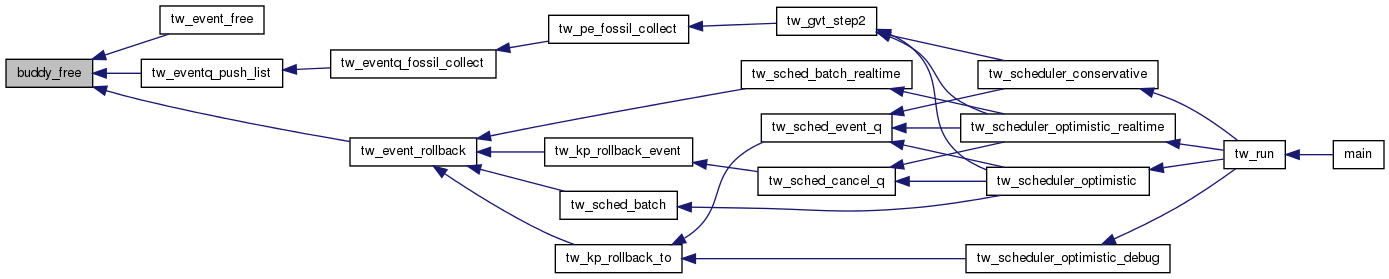 buddy_free
tw_event_free
tw_eventq_push_list
tw_eventq_fossil_collect
tw_pe_fossil_collect
tw_gvt_step2
tw_event_rollback
tw_sched_batch_realtime
tw_kp_rollback_event
tw_sched_batch
tw_kp_rollback_to
tw_sched_event_q
tw_sched_cancel_q
tw_scheduler_conservative
tw_scheduler_optimistic_realtime
tw_scheduler_optimistic
tw_scheduler_optimistic_debug
tw_run
main